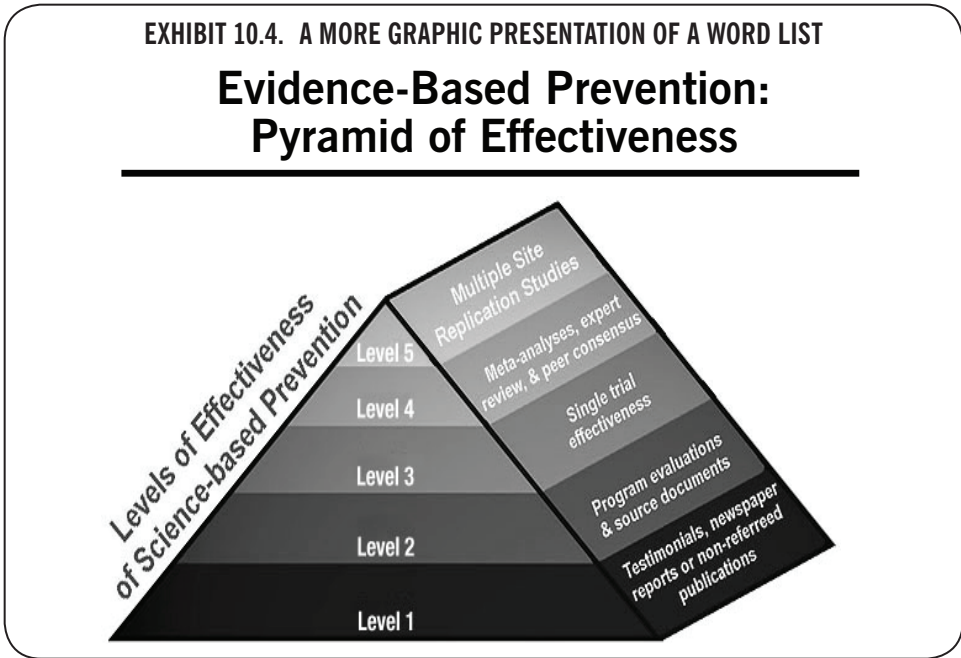 EXHIBIT 10.4. A MORE GRAPHIC PRESENTATION OF A WORD LIST
Evidence-Based Prevention:
Pyramid of Effectiveness
Levels of Effectiveness
of Science-based Prevention
Level 5
Level 4
Level 3
Level 2
Level 1
Multiple Site
Replication Studies
Meta-analyses, expert
review, & peer consensus
Single trial
effectiveness
Program evaluations
& source documents
Testimonials, newspaper
reports or non-referreed
publications